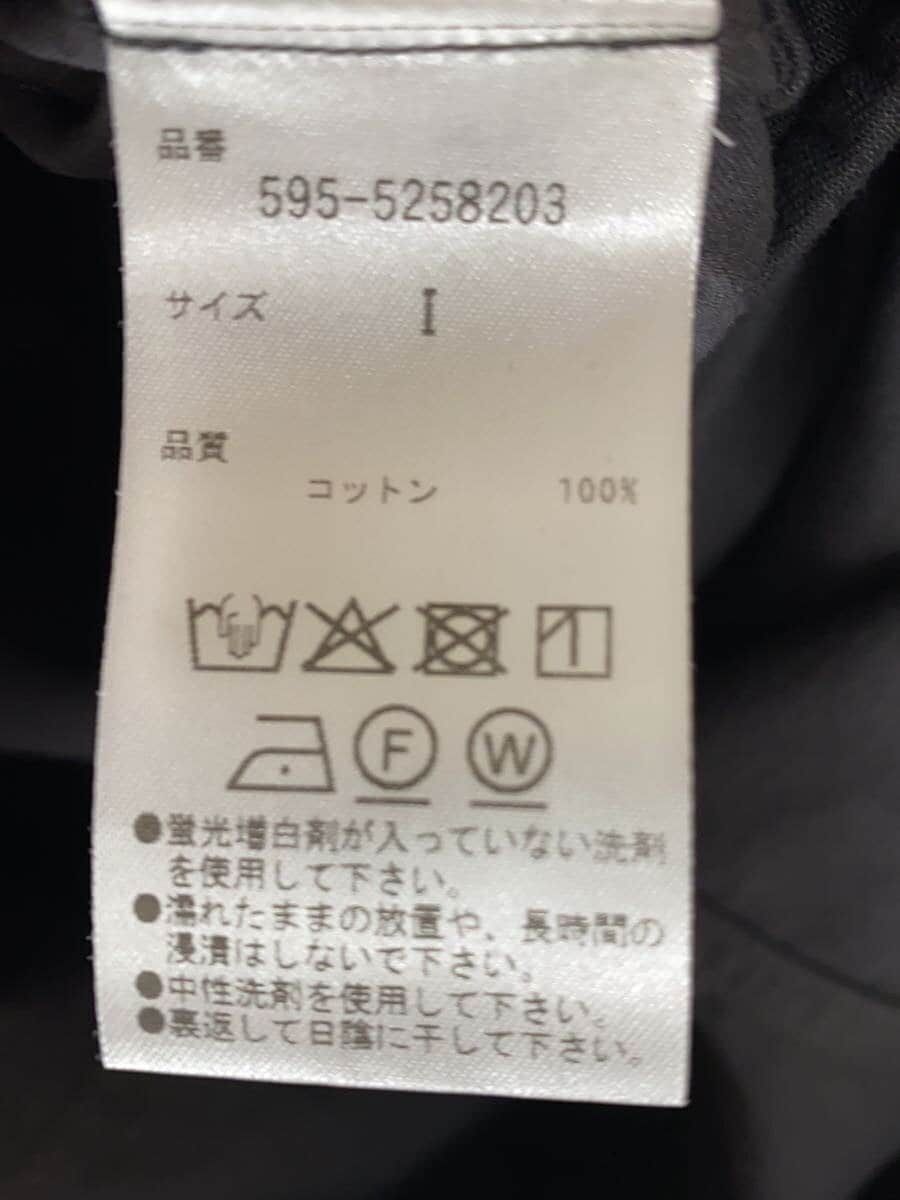 品番
595-5258203
サイズ I
品質
コットン 100%
F W
●蛍光増白剤が入っていない洗剤
を使用して下さい。
●濡れたままの放置や、長時間の
浸漬はしないで下さい。
●中性洗剤を使用して下さい。
●裏返して日陰に干して下さい。